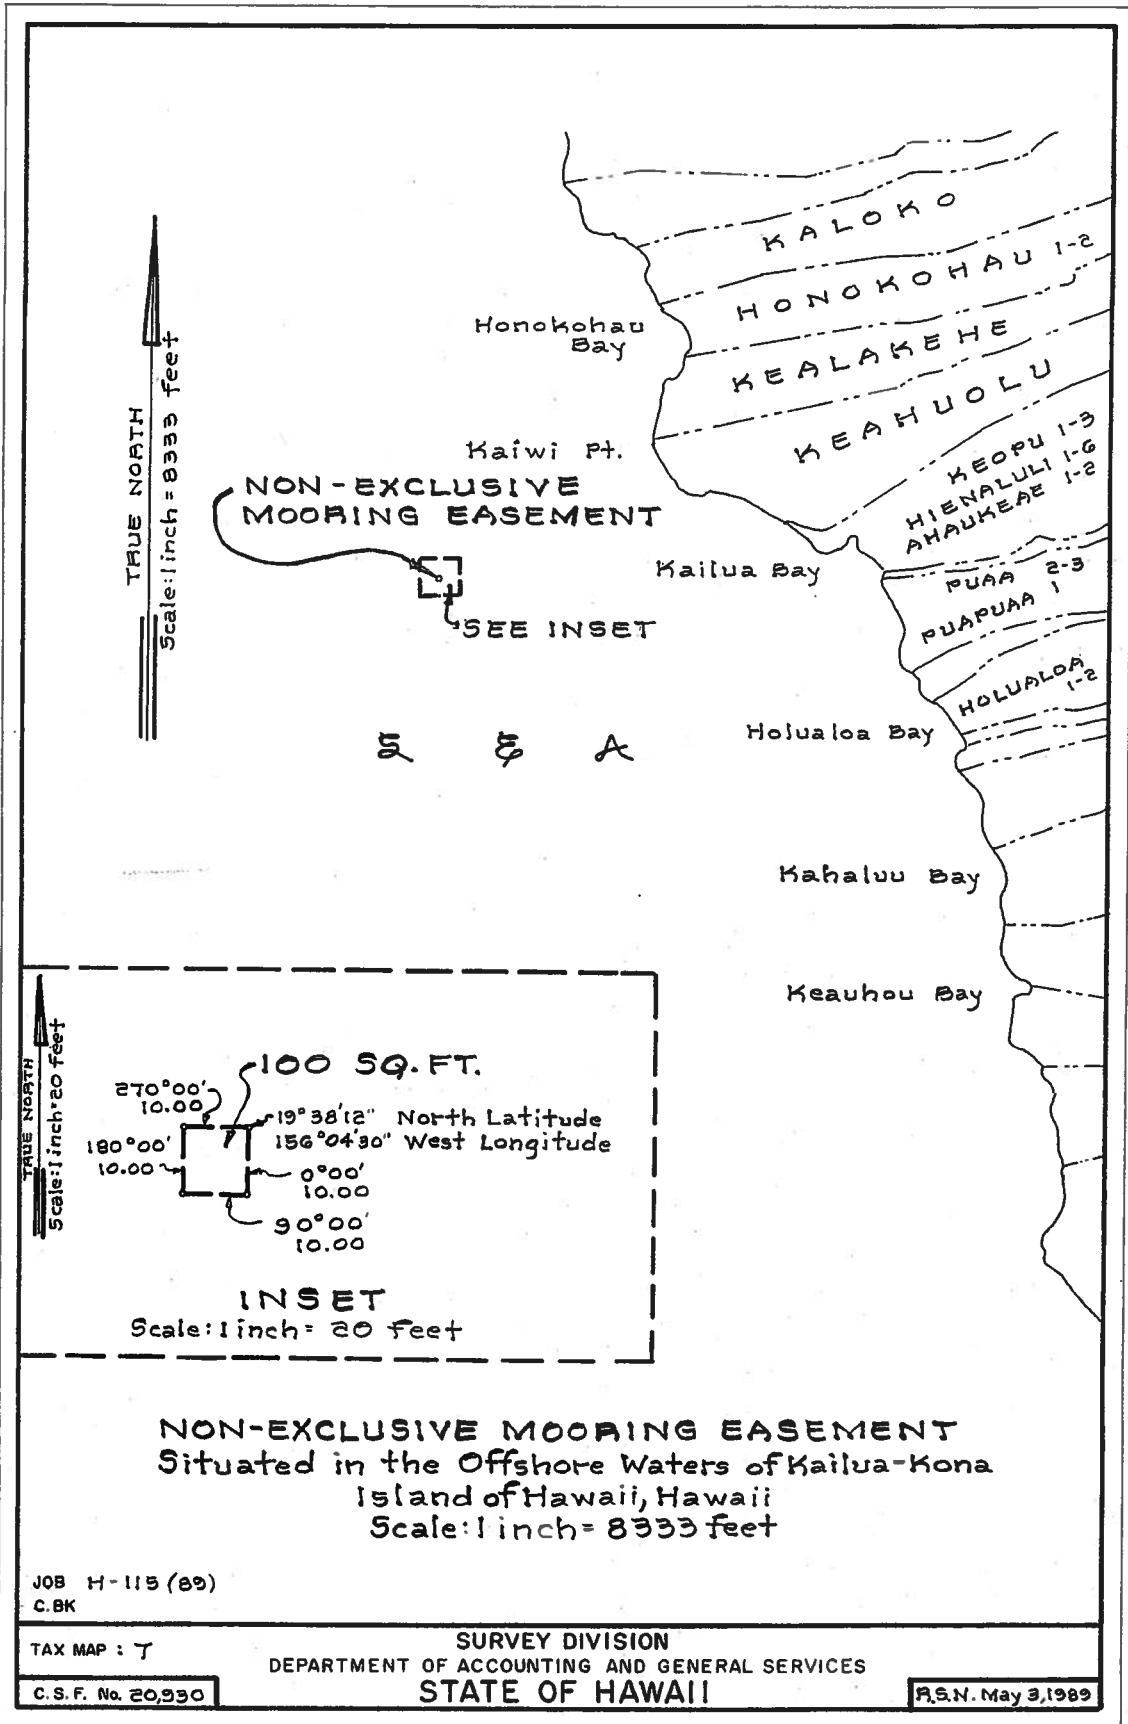 KALOKO
HONOKOHAU 1-2
Honokohau
Bay
KEALAKEHE
KEAHUOLU
TRUE NORTH
Scale: 1 inch = 8333 feet
Kaiwi Pt.
KEOPU 1-3
HIENALULI 1-6
AHAUKEAE 1-2
NON-EXCLUSIVE
MOORING EASEMENT
Kailua Bay
PUAA 2-3
PUAPUAA 1
SEE INSET
HOLUALOA
1-2
Holualoa Bay
SEA
Kahaluu Bay
Keauhou Bay
TRUE NORTH
Scale: 1 inch = 20 feet
100 SQ. FT.
270°00'
10.00
19°38'12" North Latitude
156°04'30" West Longitude
180°00'
10.00
0°00'
10.00
90°00'
10.00
INSET
Scale: 1 inch = 20 feet
NON-EXCLUSIVE MOORING EASEMENT
Situated in the Offshore Waters of Kailua-Kona
Island of Hawaii, Hawaii
Scale: 1 inch = 8333 feet
JOB H-115 (89)
C. BK
TAX MAP : 7
SURVEY DIVISION
DEPARTMENT OF ACCOUNTING AND GENERAL SERVICES
STATE OF HAWAII
C.S.F. No. 20,930
R.S.N. May 3, 1989